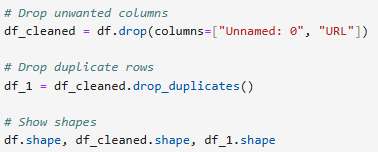 # Drop unwanted columns
df_cleaned = df.drop(columns=["Unnamed: 0", "URL"])
# Drop duplicate rows
df_1 = df_cleaned.drop_duplicates()
# Show shapes
df.shape, df_cleaned.shape, df_1.shape